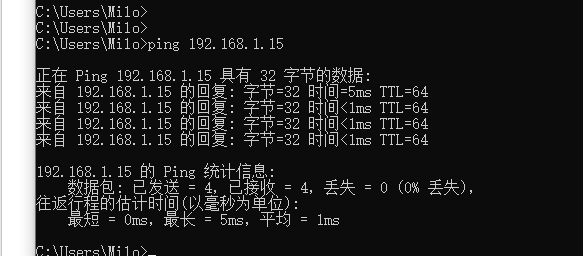 C:\Users\Milo>
C:\Users\Milo>
C:\Users\Milo>ping 192.168.1.15
正在 Ping 192.168.1.15 具有 32 字节的数据:
来自 192.168.1.15 的回复: 字节=32 时间=5ms TTL=64
来自 192.168.1.15 的回复: 字节=32 时间<1ms TTL=64
来自 192.168.1.15 的回复: 字节=32 时间<1ms TTL=64
来自 192.168.1.15 的回复: 字节=32 时间<1ms TTL=64
192.168.1.15 的 Ping 统计信息:
数据包: 已发送 = 4，已接收 = 4，丢失 = 0 (0% 丢失)，
往返行程的估计时间(以毫秒为单位):
最短 = 0ms，最长 = 5ms，平均 = 1ms
C:\Users\Milo>_